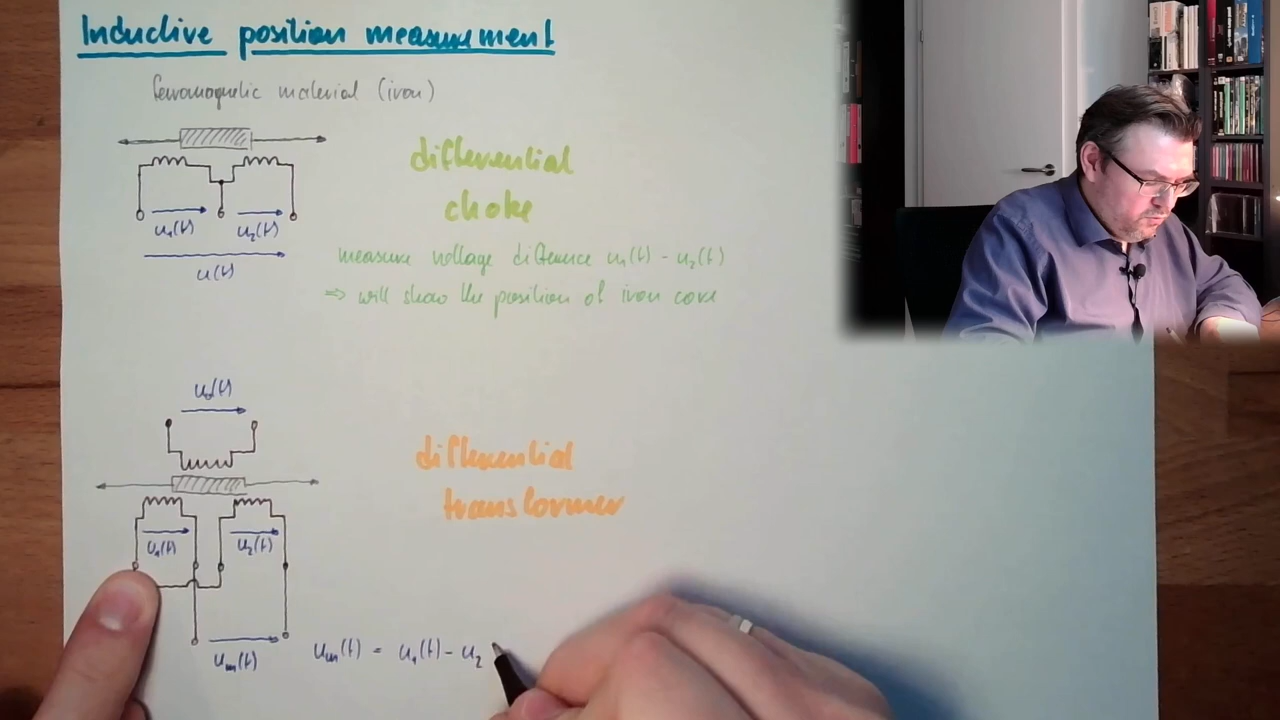 Inductive position measurement
ferromagnetic material (iron)
differential
choke
u₁(t) u₂(t)
u(t)
measure voltage difference u₁(t) - u₂(t)
⇒ will show the position of iron core
u₀(t)
differential
transformer
u₁(t) u₂(t)
uₘ(t)
uₘ(t) = u₁(t) - u₂